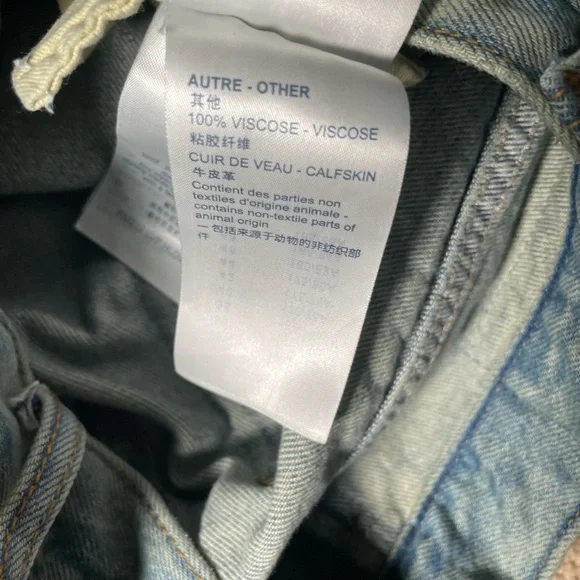 AUTRE - OTHER
其他
100% VISCOSE - VISCOSE
粘胶纤维
CUIR DE VEAU - CALFSKIN
牛皮革
Contient des parties non
textiles d'origine animale -
contains non-textile parts of
animal origin
一 包括来源于动物的非纺织部
件